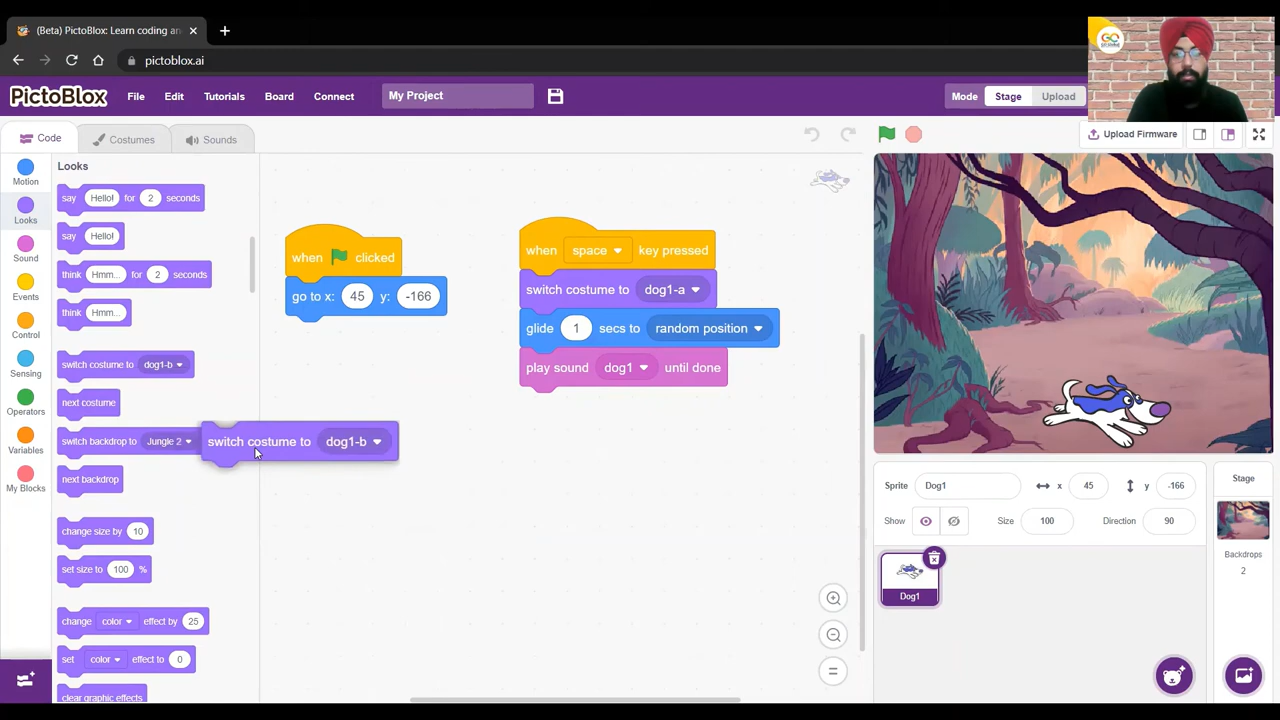 (Beta) PictoBlox: Learn coding an
pictoblox.ai
PictoBlox
File
Edit
Tutorials
Board
Connect
My Project
Mode
Stage
Upload
Code
Costumes
Sounds
Upload Firmware
Motion
Looks
Sound
Events
Control
Sensing
Operators
Variables
My Blocks
Looks
say Hello! for 2 seconds
say Hello!
think Hmm... for 2 seconds
think Hmm...
switch costume to dog1-b
next costume
switch backdrop to Jungle 2
next backdrop
change size by 10
set size to 100 %
change color effect by 25
set color effect to 0
clear graphic effects
when clicked
go to x: 45 y: -166
when space key pressed
switch costume to dog1-a
glide 1 secs to random position
play sound dog1 until done
switch costume to dog1-b
Sprite Dog1 x 45 y -166
Show Size 100 Direction 90
Dog1
Stage
Backdrops
2